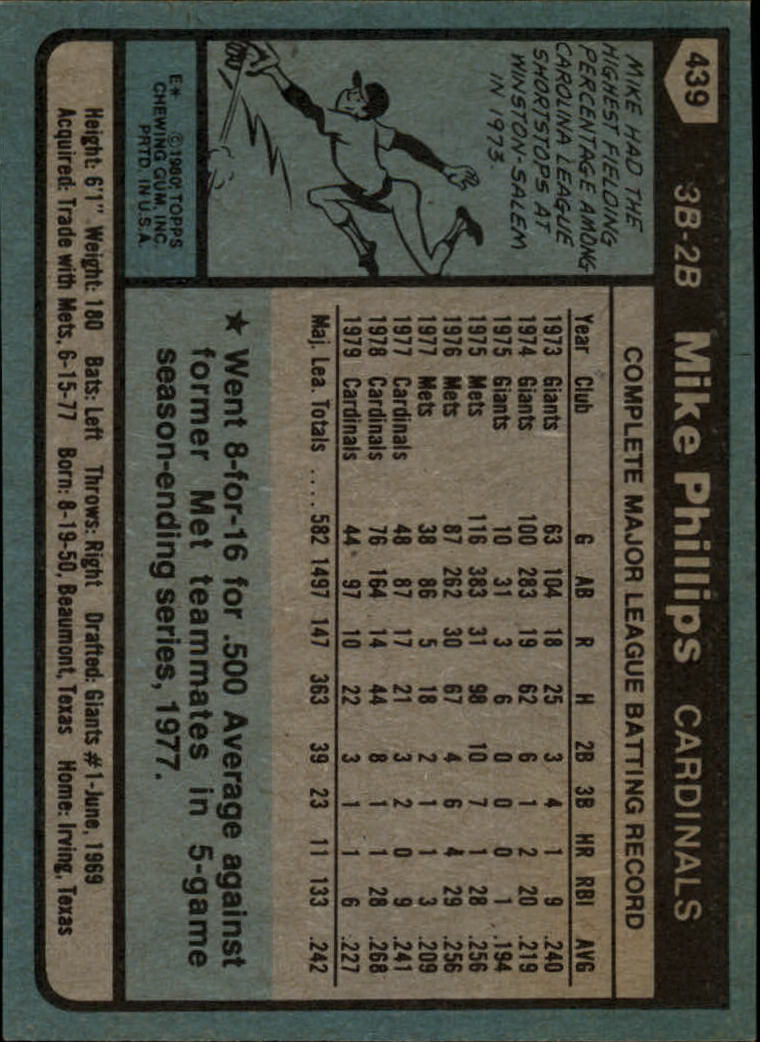 439 3B-2B Mike Phillips CARDINALS
MIKE HAD THE
HIGHEST FIELDING
PERCENTAGE AMONG
CAROLINA LEAGUE
SHORTSTOPS AT
WINSTON-SALEM
IN 1973.
E* © 1980 TOPPS
CHEWING GUM, INC.
PRTD. IN U.S.A.
COMPLETE MAJOR LEAGUE BATTING RECORD
Year Club G AB R H 2B 3B HR RBI AVG
1973 Giants 63 104 18 25 3 4 1 9 .240
1974 Giants 100 283 19 62 6 1 2 20 .219
1975 Giants 10 31 3 6 0 0 0 1 .194
1975 Mets 116 383 31 98 10 7 1 28 .256
1976 Mets 87 262 30 67 4 6 4 29 .256
1977 Mets 38 86 5 18 2 1 1 3 .209
1977 Cardinals 48 87 17 21 3 2 0 9 .241
1978 Cardinals 76 164 14 44 8 1 1 28 .268
1979 Cardinals 44 97 10 22 3 1 1 6 .227
Maj. Lea. Totals .... 582 1497 147 363 39 23 11 133 .242
★ Went 8-for-16 for .500 Average against
former Met teammates in 5-game
season-ending series, 1977.
Height: 6'1" Weight: 180 Bats: Left Throws: Right Drafted: Giants #1-June, 1969
Acquired: Trade with Mets, 6-15-77 Born: 8-19-50, Beaumont, Texas Home: Irving, Texas